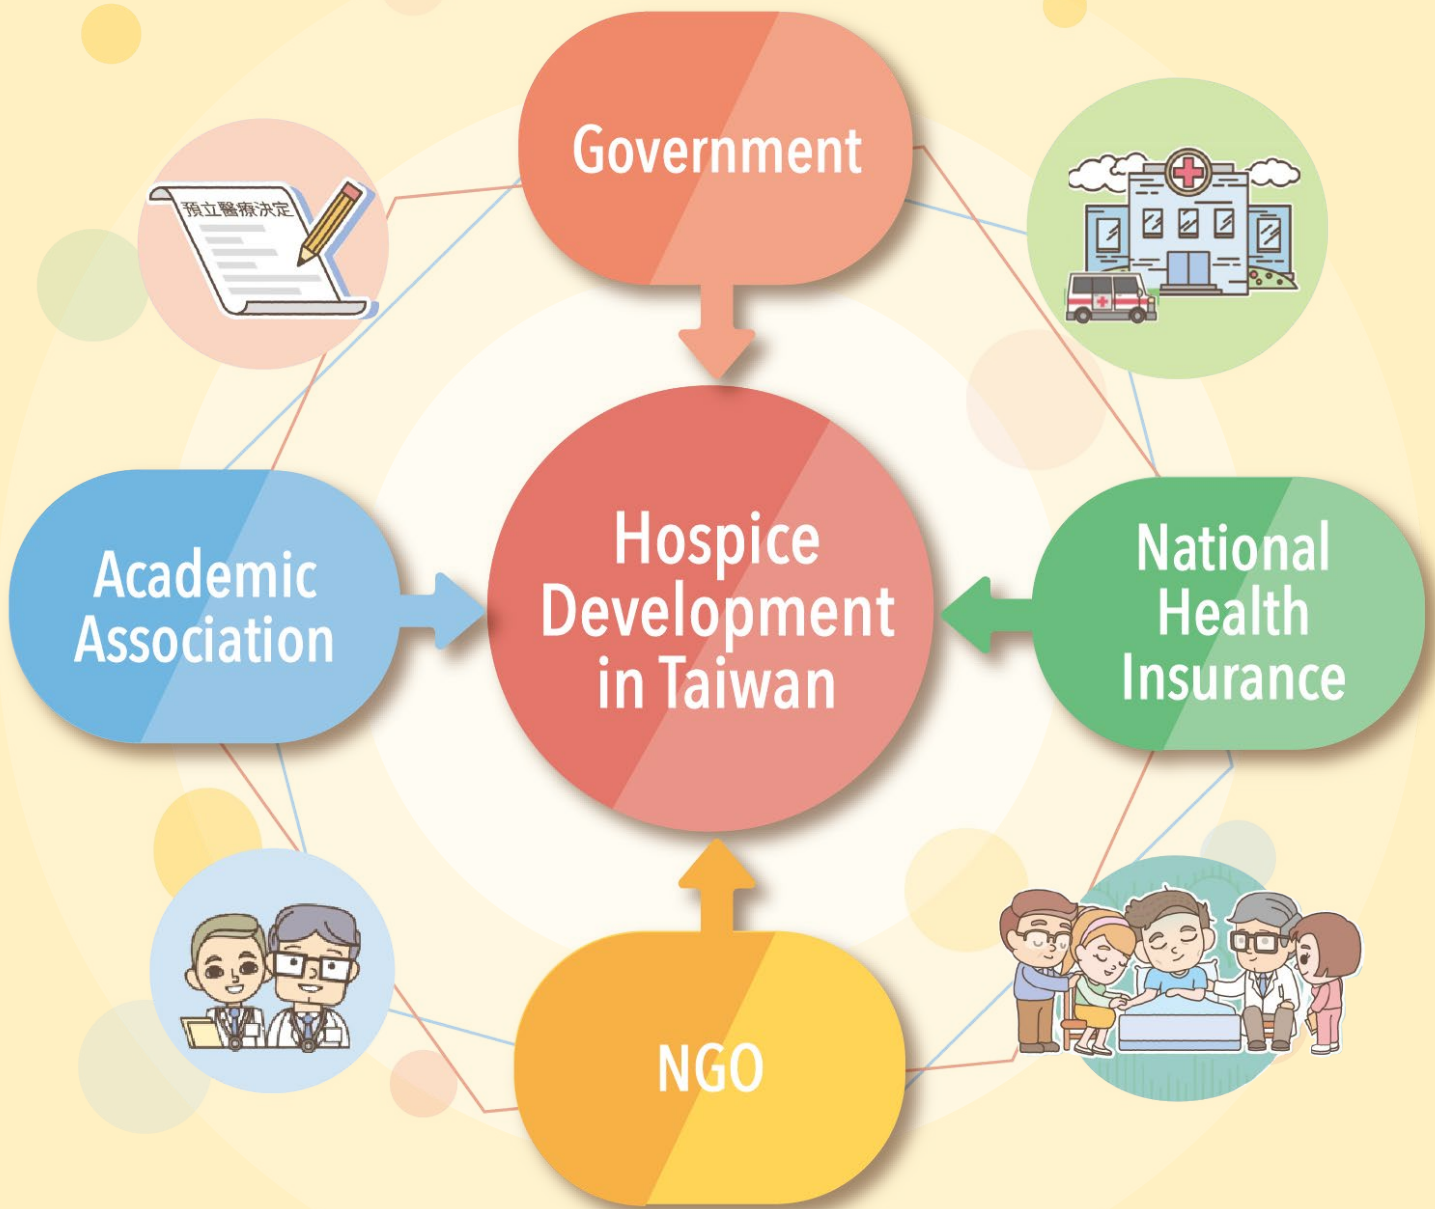 Government
預立醫療決定
Academic
Association
Hospice
Development
in Taiwan
National
Health
Insurance
NGO